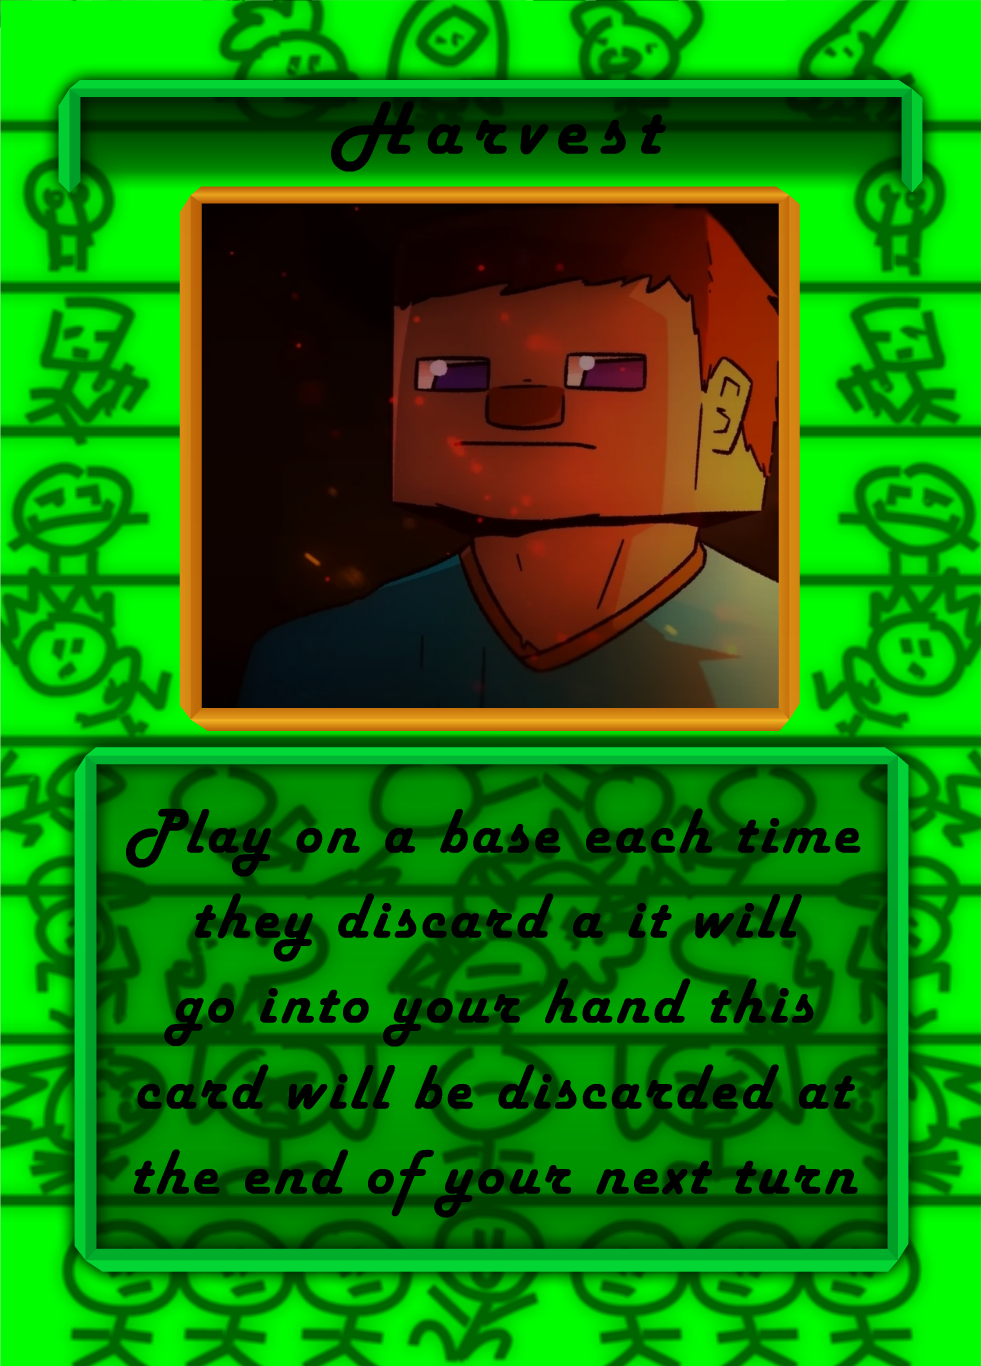 Harvest
Play on a base each time
they discard a it will
go into your hand this
card will be discarded at
the end of your next turn